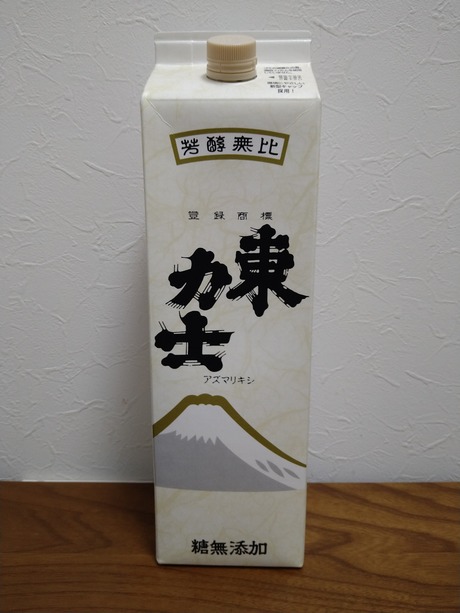 芳醇無比
登録商標
東力士
アズマリキシ
糖無添加